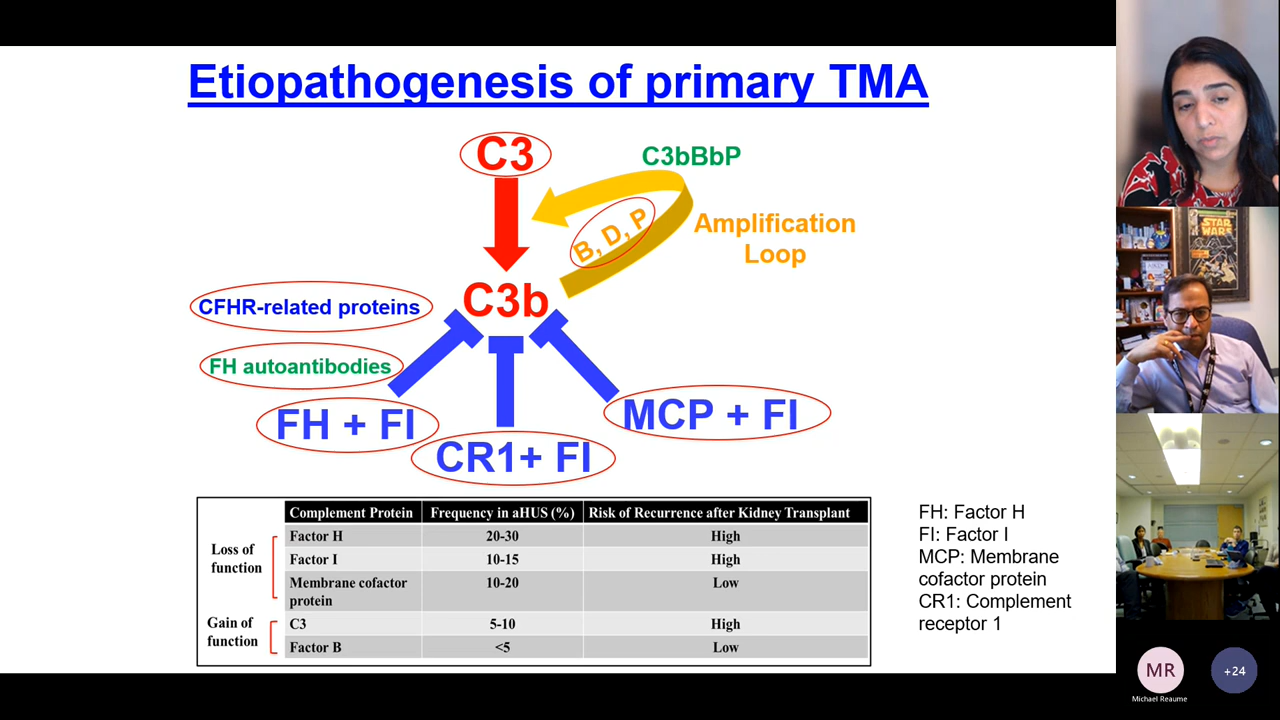 Etiopathogenesis of primary TMA
C3
C3bBbP
B, D, P
Amplification
Loop
C3b
CFHR-related proteins
FH autoantibodies
FH + FI
CR1+ FI
MCP + FI
Complement Protein Frequency in aHUS (%) Risk of Recurrence after Kidney Transplant
Loss of
function
Factor H 20-30 High
Factor I 10-15 High
Membrane cofactor
protein 10-20 Low
Gain of
function
C3 5-10 High
Factor B <5 Low
FH: Factor H
FI: Factor I
MCP: Membrane
cofactor protein
CR1: Complement
receptor 1
STAR
WARS
MR
Michael Reaume
+24